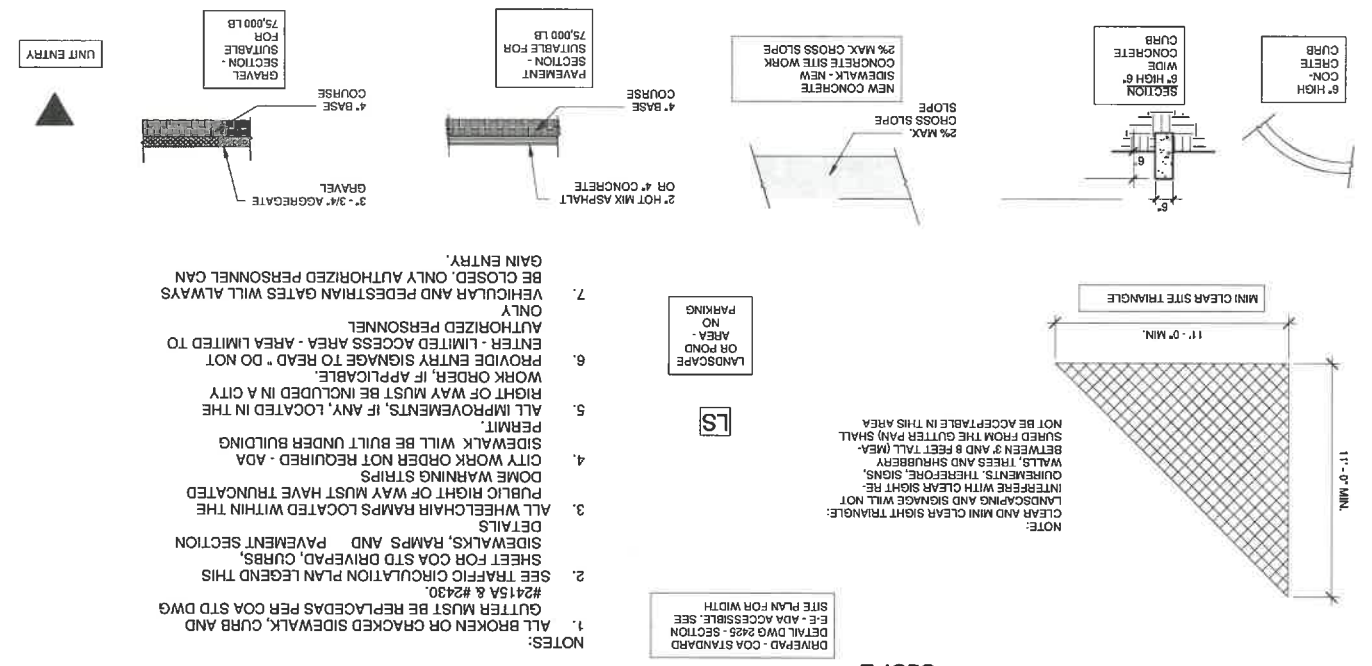 NOTES:
1. ALL BROKEN OR CRACKED SIDEWALK, CURB AND
GUTTER MUST BE REPLACEDAS PER COA STD DWG
#2415A & #2430.
2. SEE TRAFFIC CIRCULATION PLAN LEGEND THIS
SHEET FOR COA STD DRIVEPAD, CURBS,
SIDEWALKS, RAMPS AND PAVEMENT SECTION
DETAILS
3. ALL WHEELCHAIR RAMPS LOCATED WITHIN THE
PUBLIC RIGHT OF WAY MUST HAVE TRUNCATED
DOME WARNING STRIPS
4. CITY WORK ORDER NOT REQUIRED - ADA
SIDEWALK WILL BE BUILT UNDER BUILDING
PERMIT.
5. ALL IMPROVEMENTS, IF ANY, LOCATED IN THE
RIGHT OF WAY MUST BE INCLUDED IN A CITY
WORK ORDER, IF APPLICABLE.
6. PROVIDE ENTRY SIGNAGE TO READ " DO NOT
ENTER - LIMITED ACCESS AREA - AREA LIMITED TO
AUTHORIZED PERSONNEL
ONLY
7. VEHICULAR AND PEDESTRIAN GATES WILL ALWAYS
BE CLOSED. ONLY AUTHORIZED PERSONNEL CAN
GAIN ENTRY.
DRIVEPAD - COA STANDARD
DETAIL DWG 2425 - SECTION
E-E - ADA ACCESSIBLE. SEE
SITE PLAN FOR WIDTH
LS
LANDSCAPE
OR POND
AREA -
NO
PARKING
NOTE:
CLEAR AND MINI CLEAR SIGHT TRIANGLE:
LANDSCAPING AND SIGNAGE WILL NOT
INTERFERE WITH CLEAR SIGHT RE-
QUIREMENTS. THEREFORE, SIGNS,
WALLS, TREES AND SHRUBBERY
BETWEEN 3' AND 8 FEET TALL (MEA-
SURED FROM THE GUTTER PAN) SHALL
NOT BE ACCEPTABLE IN THIS AREA
11' - 0" MIN.
11' - 0" MIN.
MINI CLEAR SITE TRIANGLE
UNIT ENTRY
3" - 3/4" AGGREGATE
GRAVEL
4" BASE
COURSE
GRAVEL
SECTION -
SUITABLE
FOR
75,000 LB
2" HOT MIX ASPHALT
OR 4" CONCRETE
4" BASE
COURSE
PAVEMENT
SECTION -
SUITABLE FOR
75,000 LB
2% MAX.
CROSS SLOPE
SLOPE
NEW CONCRETE
SIDEWALK - NEW
CONCRETE SITE WORK
2% MAX. CROSS SLOPE
6"
6
SECTION
6" HIGH 6"
WIDE
CONCRETE
CURB
6" HIGH
CON-
CRETE
CURB